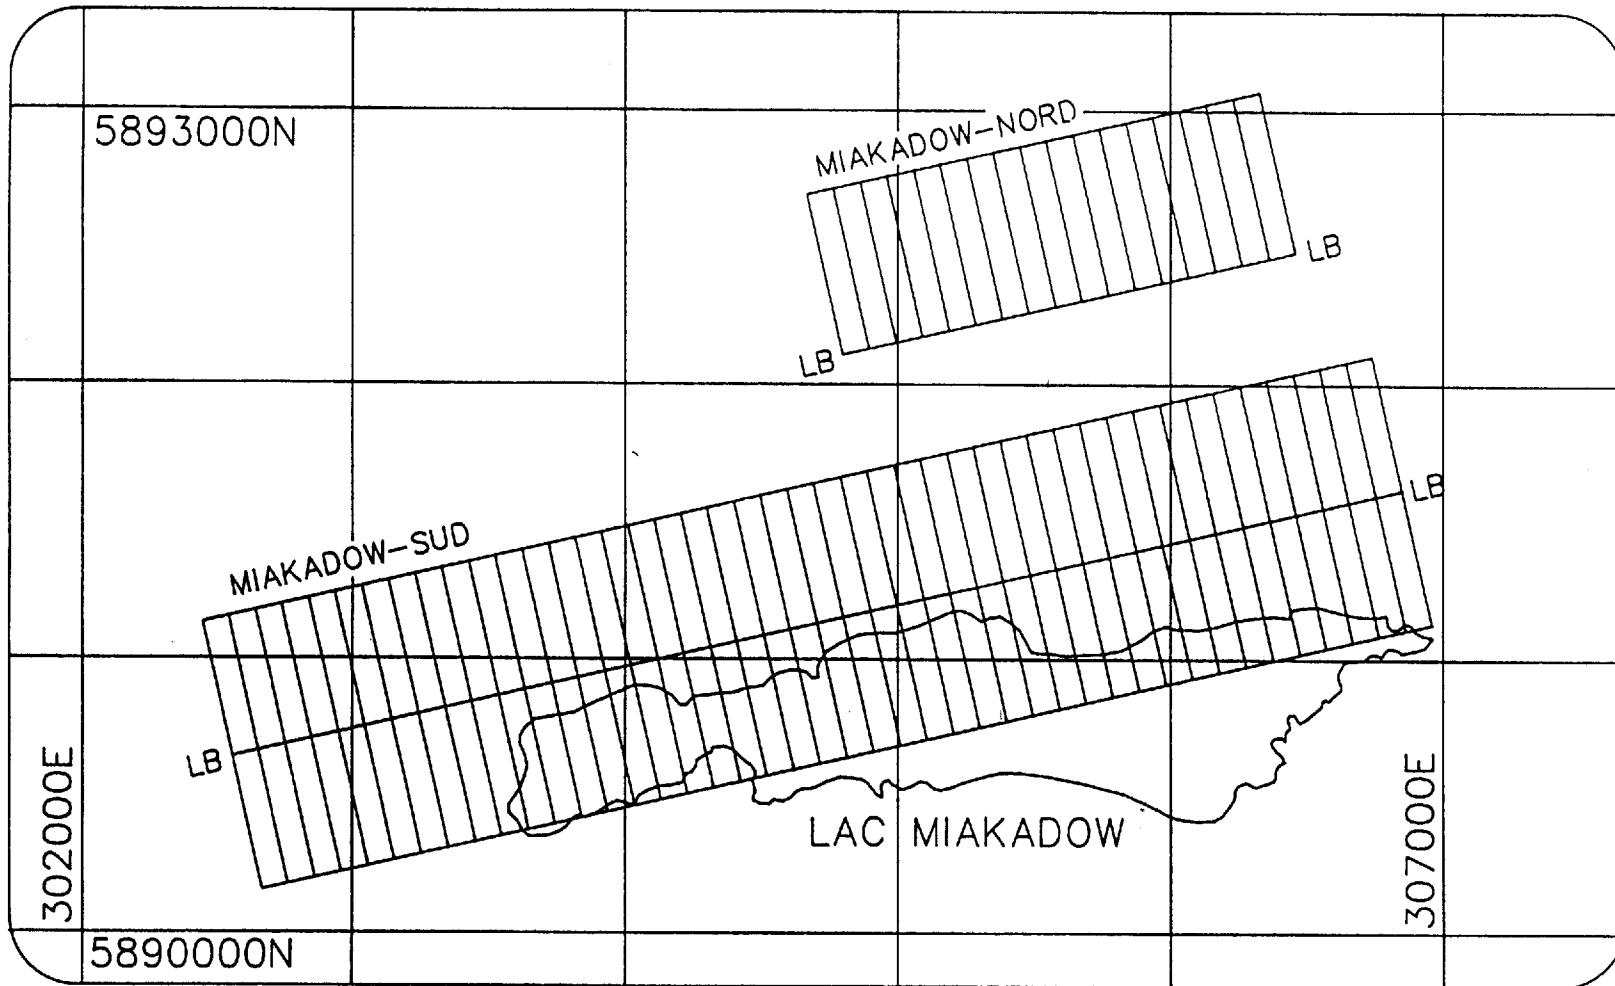 5893000N
MIAKADOW-NORD
LB
LB
MIAKADOW-SUD
LB
LB
302000E
LAC MIAKADOW
307000E
5890000N